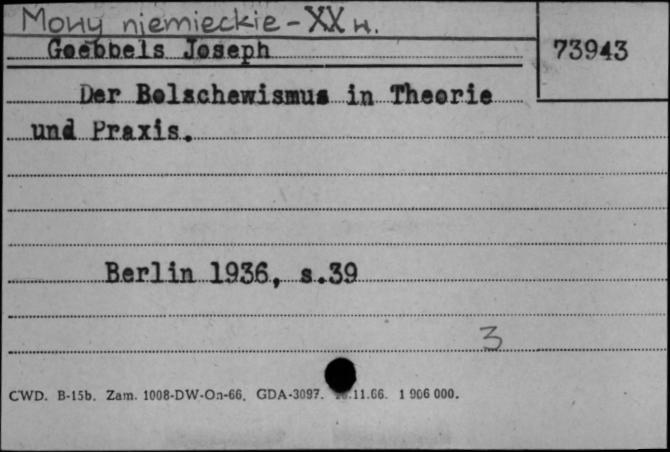 Mowy niemieckie - XX w.
Goebbels Joseph
73943
Der Bolschewismus in Theorie
und Praxis.
Berlin 1936, s.39
3
CWD. B-15b. Zam. 1008-DW-On-66. GDA-3097. .11.66. 1 906 000.